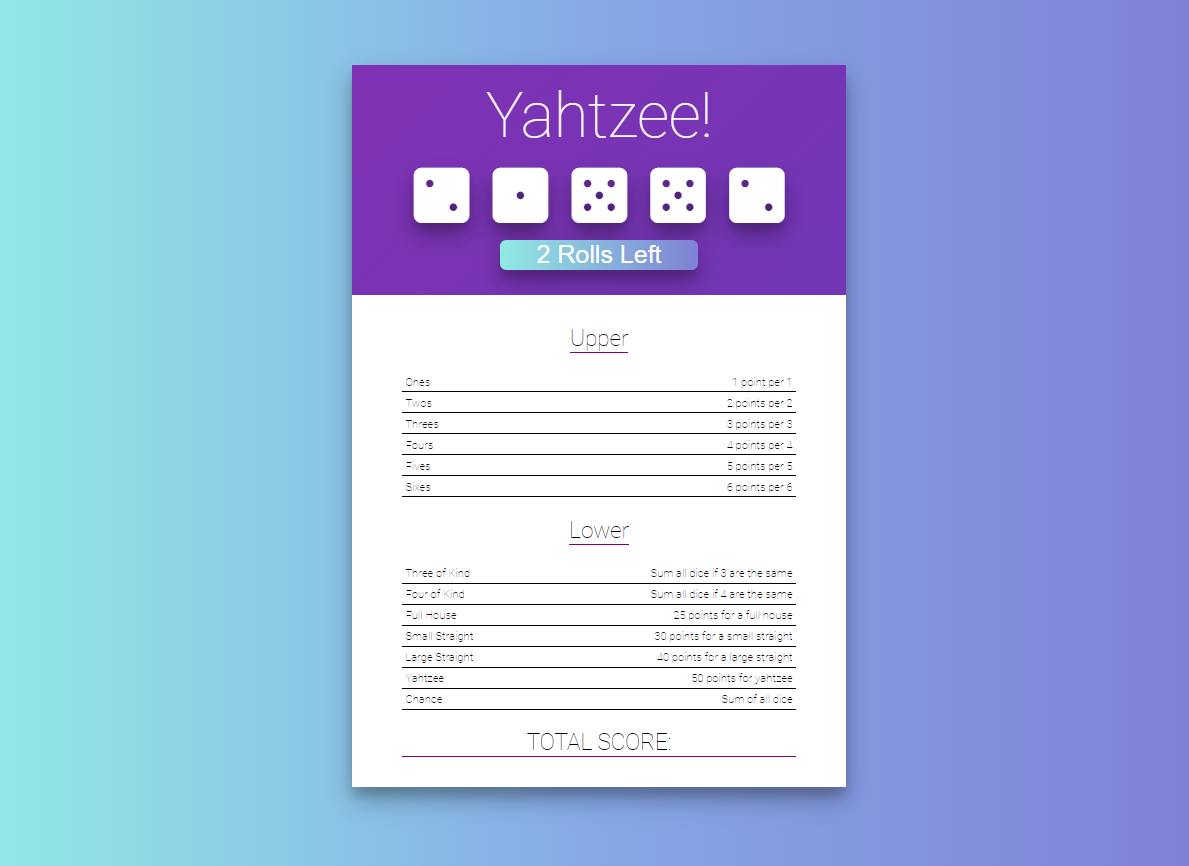 Yahtzee!
2 Rolls Left
Upper
Ones 1 point per 1
Twos 2 points per 2
Threes 3 points per 3
Fours 4 points per 4
Fives 5 points per 5
Sixes 6 points per 6
Lower
Three of Kind Sum all dice if 3 are the same
Four of Kind Sum all dice if 4 are the same
Full House 25 points for a full house
Small Straight 30 points for a small straight
Large Straight 40 points for a large straight
Yahtzee 50 points for yahtzee
Chance Sum of all dice
TOTAL SCORE: